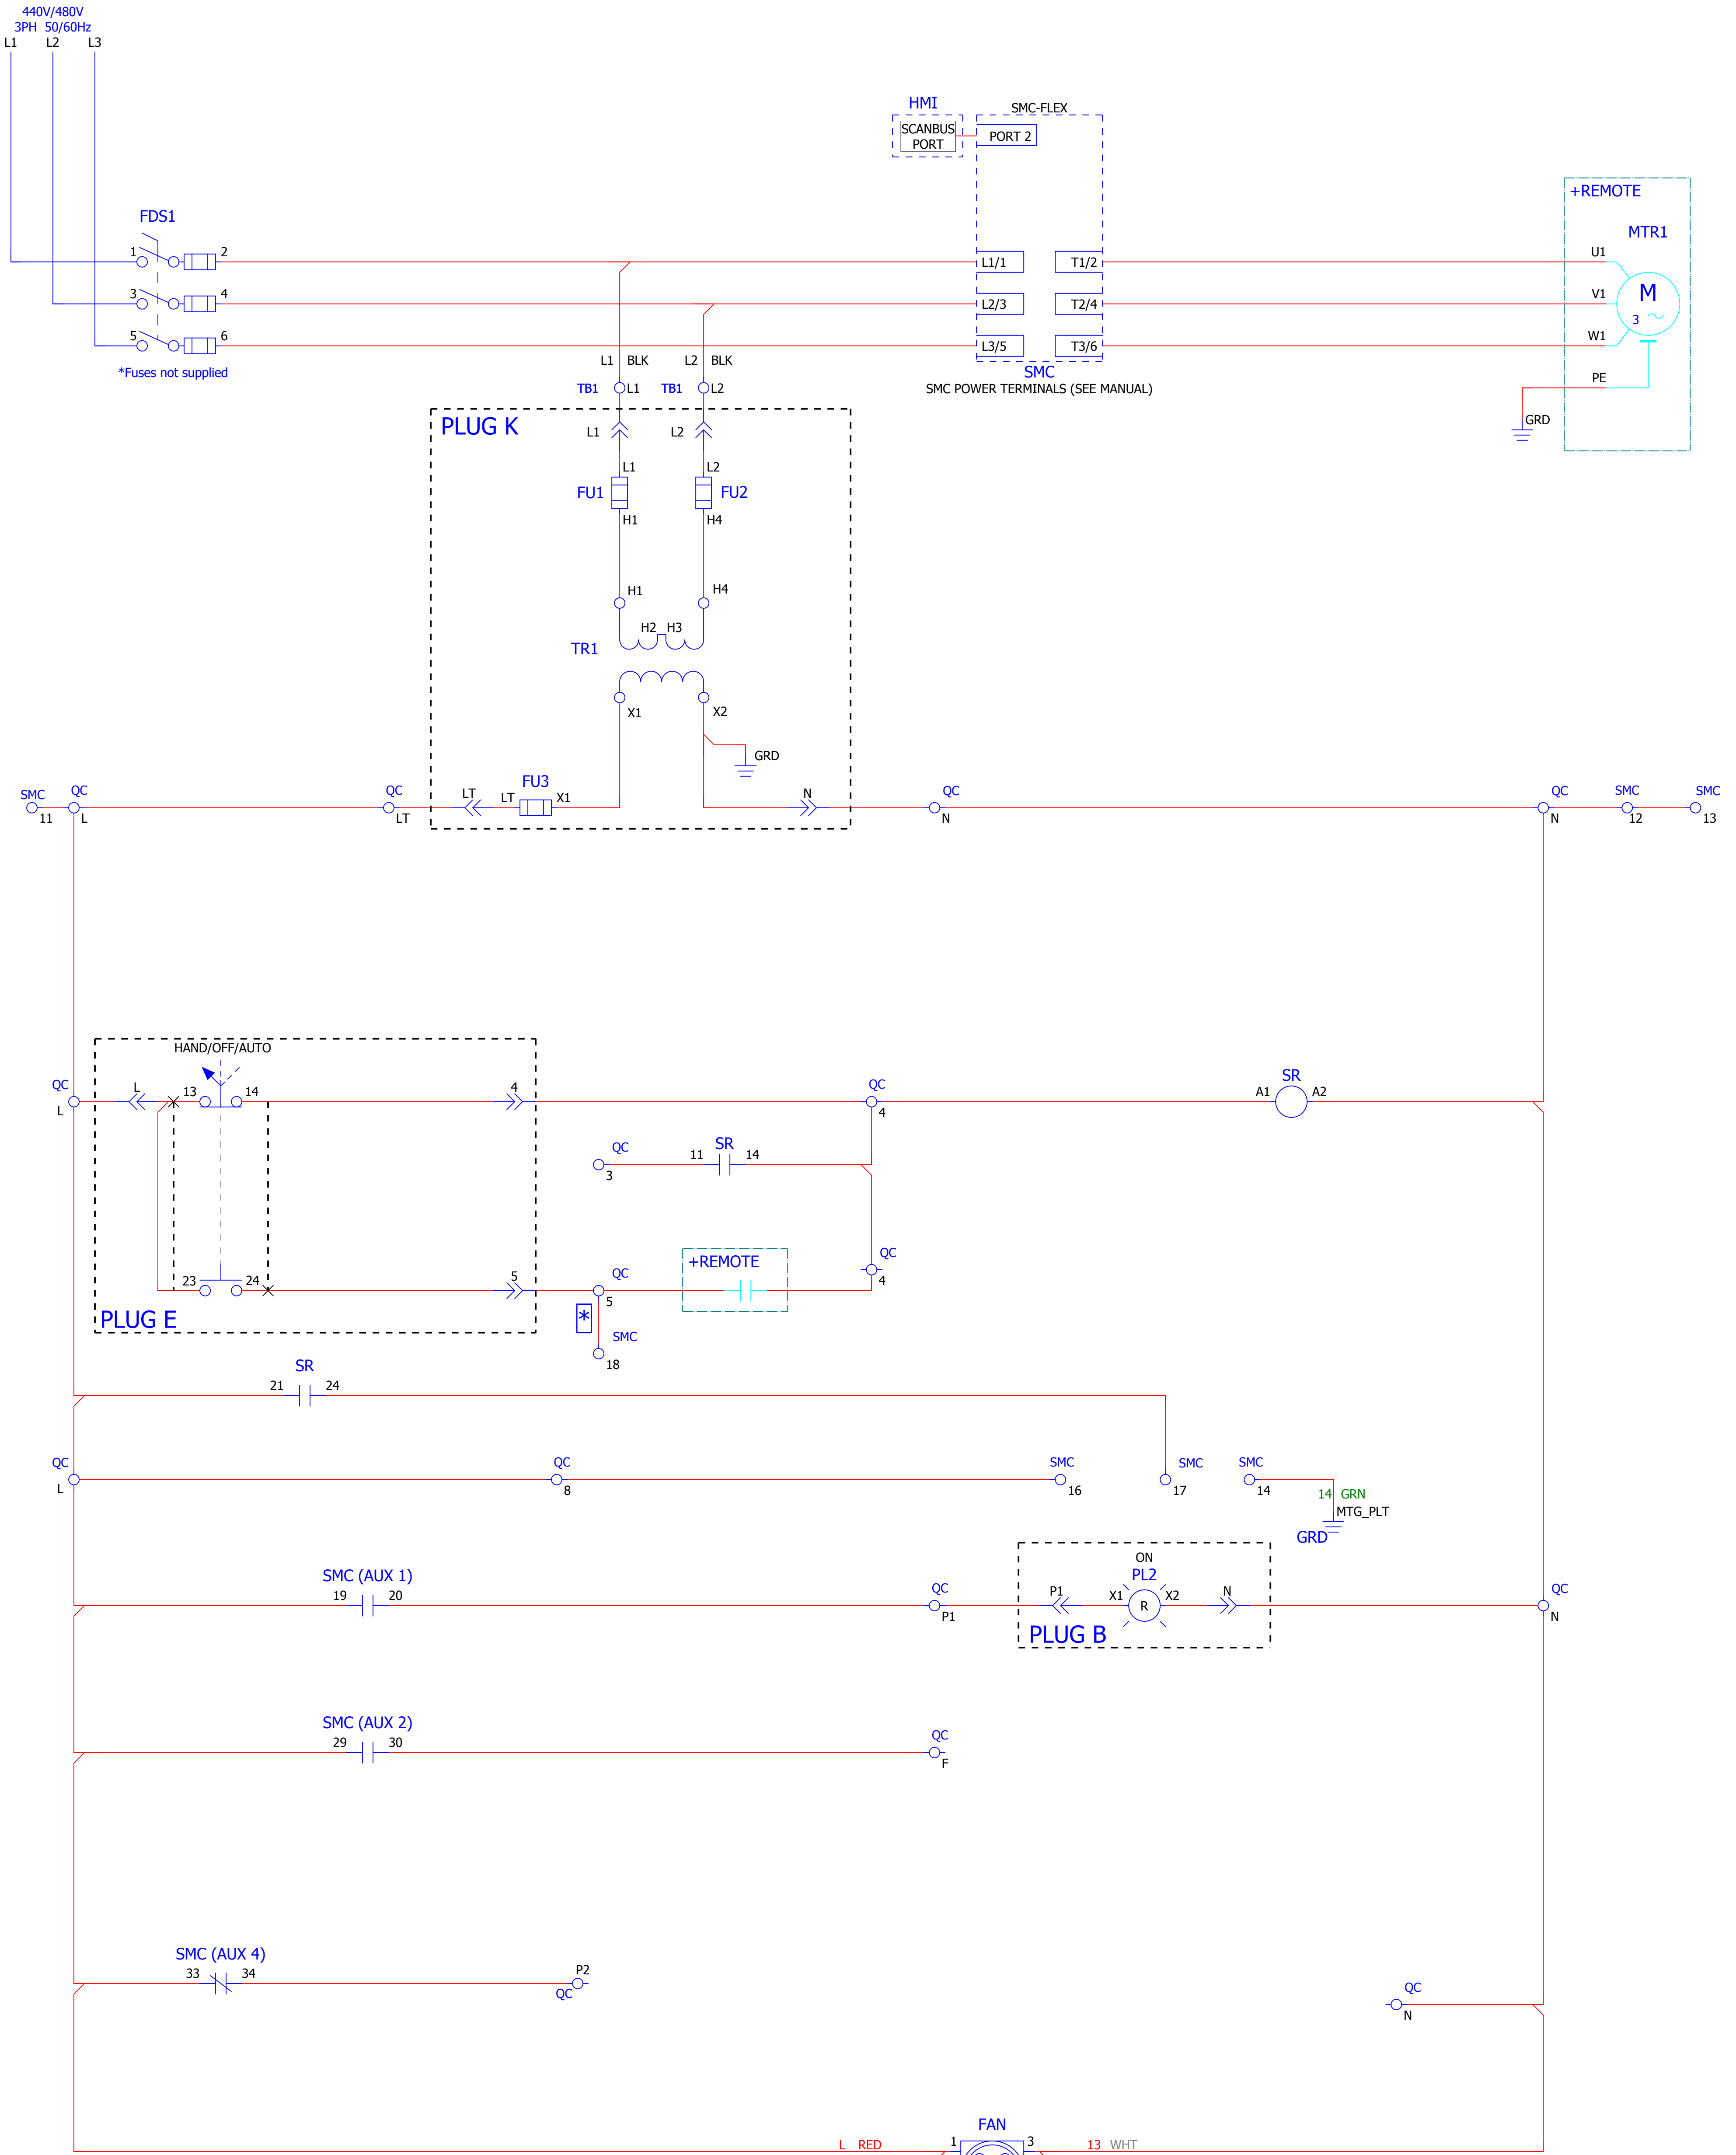 440V/480V
3PH 50/60Hz
L1 L2 L3
HMI
SMC-FLEX
SCANBUS
PORT
PORT 2
+REMOTE
MTR1
FDS1
1 2
L1/1 T1/2
U1
3 4
L2/3 T2/4
V1
M
3
5 6
L3/5 T3/6
W1
*Fuses not supplied
L1 BLK L2 BLK
SMC
SMC POWER TERMINALS (SEE MANUAL)
PE
GRD
TB1 L1 TB1 L2
PLUG K
L1 L2
L1 L2
FU1 FU2
H1 H4
H1 H4
H2 H3
TR1
X1 X2
GRD
FU3
SMC QC QC LT LT X1 N QC QC SMC SMC
11 L LT N N 12 13
HAND/OFF/AUTO
QC L 13 14 4 QC SR
L 4 A1 A2
QC SR
3 11 14
+REMOTE
QC
4
23 24 5 QC
5
PLUG E
*
SMC
18
SR
21 24
QC QC SMC SMC SMC
L 8 16 17 14
14 GRN
MTG_PLT
GRD
ON
PL2
SMC (AUX 1)
19 20 QC P1 X1 R X2 N QC
P1 N
PLUG B
SMC (AUX 2)
29 30 QC
F
SMC (AUX 4)
33 34 P2
QC
QC
N
FAN
L RED 1 3 13 WHT